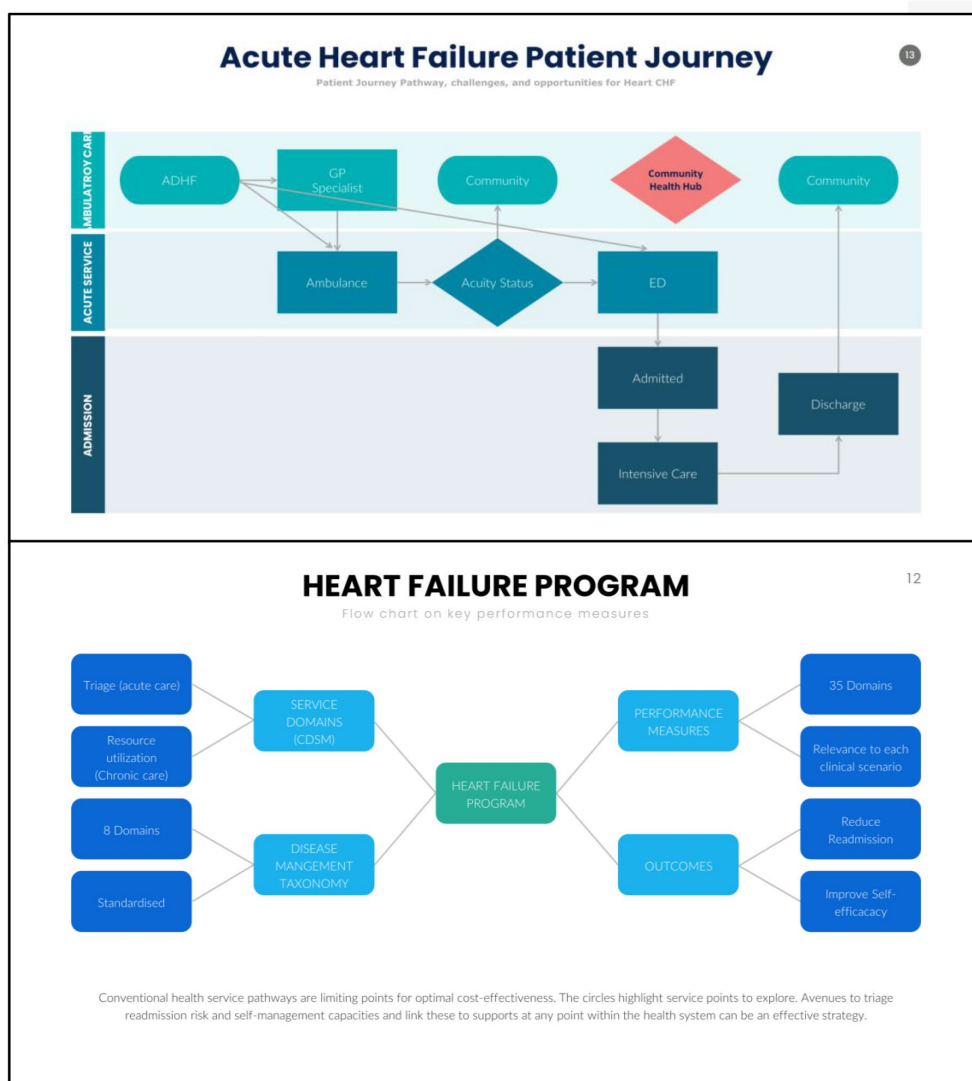 Acute Heart Failure Patient Journey
13
Patient Journey Pathway, challenges, and opportunities for Heart CHF
AMBULATROY CARE
ADHF
GP
Specialist
Community
Community
Health Hub
Community
ACUTE SERVICE
Ambulance
Acuity Status
ED
ADMISSION
Admitted
Discharge
Intensive Care
HEART FAILURE PROGRAM
12
Flow chart on key performance measures
Triage (acute care)
Resource
utilization
(Chronic care)
8 Domains
Standardised
SERVICE
DOMAINS
(CDSM)
DISEASE
MANGEMENT
TAXONOMY
HEART FAILURE
PROGRAM
PERFORMANCE
MEASURES
OUTCOMES
35 Domains
Relevance to each
clinical scenario
Reduce
Readmission
Improve Self-
efficacacy
Conventional health service pathways are limiting points for optimal cost-effectiveness. The circles highlight service points to explore. Avenues to triage
readmission risk and self-management capacities and link these to supports at any point within the health system can be an effective strategy.